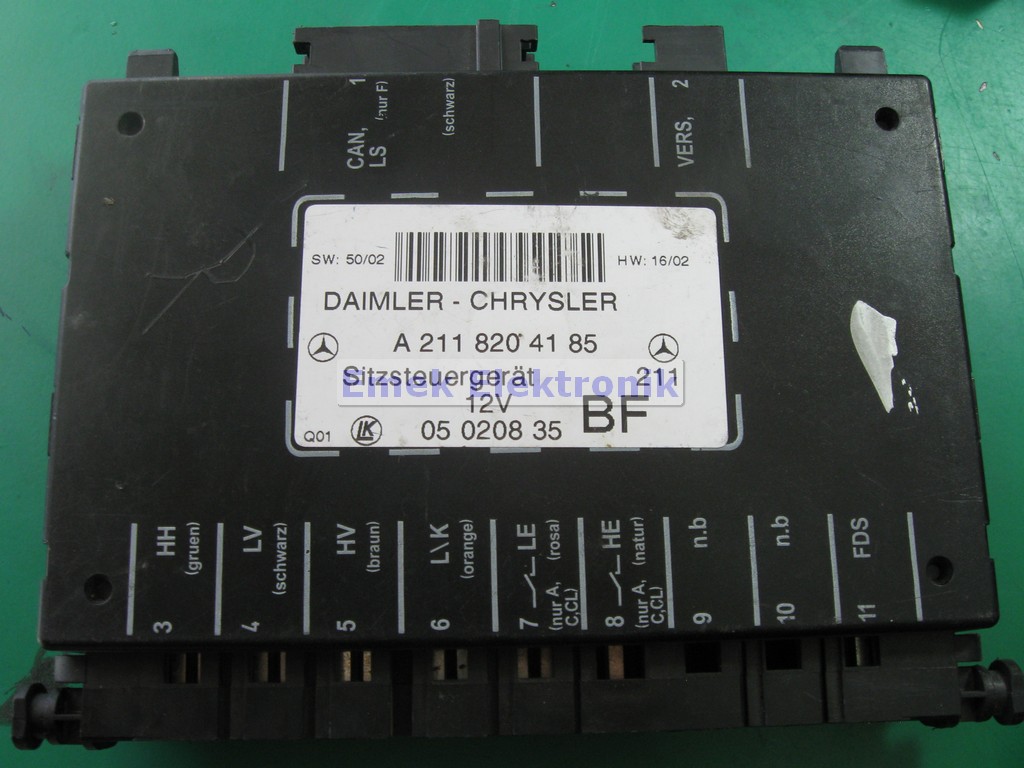 CAN, 1
LS (nur F)
(schwarz)
VERS, 2
SW: 50/02
HW: 16/02
DAIMLER - CHRYSLER
A 211 820 41 85
Sitzsteuergerät 211
Emek Elektronik
12V
BF
Q01
LK
05 0208 35
3 HH
(gruen)
4 LV
(schwarz)
5 HV
(braun)
6 L\K
(orange)
7 LE
(nur A, (rosa)
C,CL)
8 HE
(nur A, (natur)
C,CL)
9 n.b
10 n.b
11 FDS